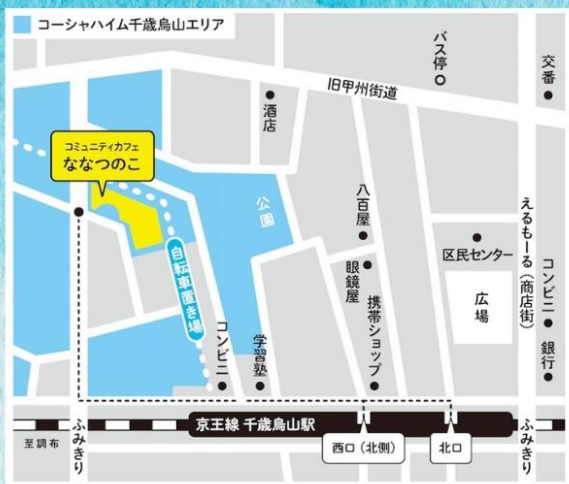 コーシャハイム千歳烏山エリア
バス停
交番
旧甲州街道
酒店
コミュニティカフェ
ななつのこ
公園
八百屋
眼鏡屋
区民センター
えるもーる(商店街)
コンビニ
広場
銀行
自転車置き場
コンビニ
学習塾
携帯ショップ
京王線 千歳烏山駅
至調布
ふみきり
西口(北側)
北口
ふみきり